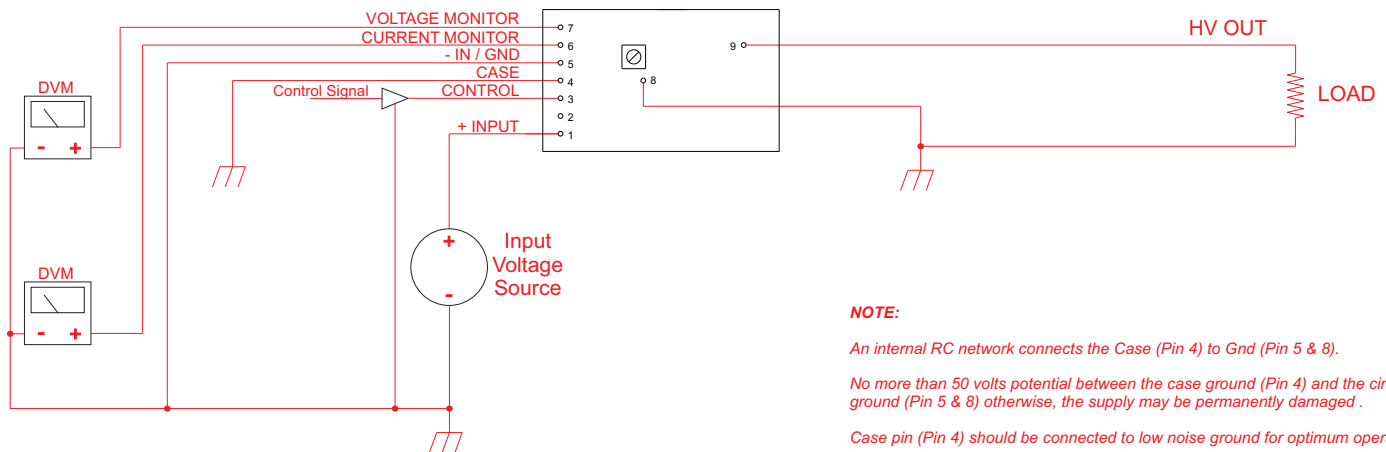 VOLTAGE MONITOR
7
CURRENT MONITOR
6
- IN / GND
5
CASE
4
Control Signal
CONTROL
3
2
+ INPUT
1
8
9
HV OUT
LOAD
DVM
- +
DVM
- +
+
-
Input
Voltage
Source
NOTE:
An internal RC network connects the Case (Pin 4) to Gnd (Pin 5 & 8).
No more than 50 volts potential between the case ground (Pin 4) and the cir
ground (Pin 5 & 8) otherwise, the supply may be permanently damaged .
Case pin (Pin 4) should be connected to low noise ground for optimum oper